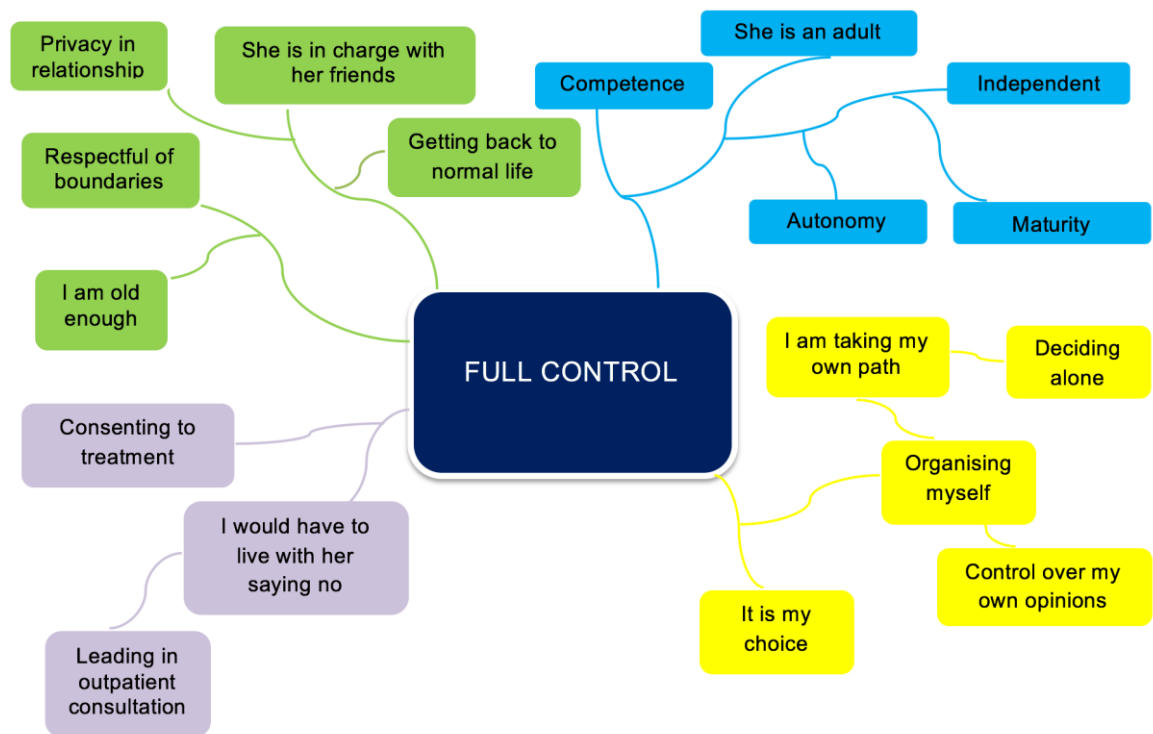 Privacy in
relationship
She is in charge with
her friends
Getting back to
normal life
Respectful of
boundaries
I am old
enough
She is an adult
Competence
Independent
Autonomy
Maturity
FULL CONTROL
I am taking my
own path
Deciding
alone
Organising
myself
Control over my
own opinions
It is my
choice
Consenting to
treatment
I would have to
live with her
saying no
Leading in
outpatient
consultation